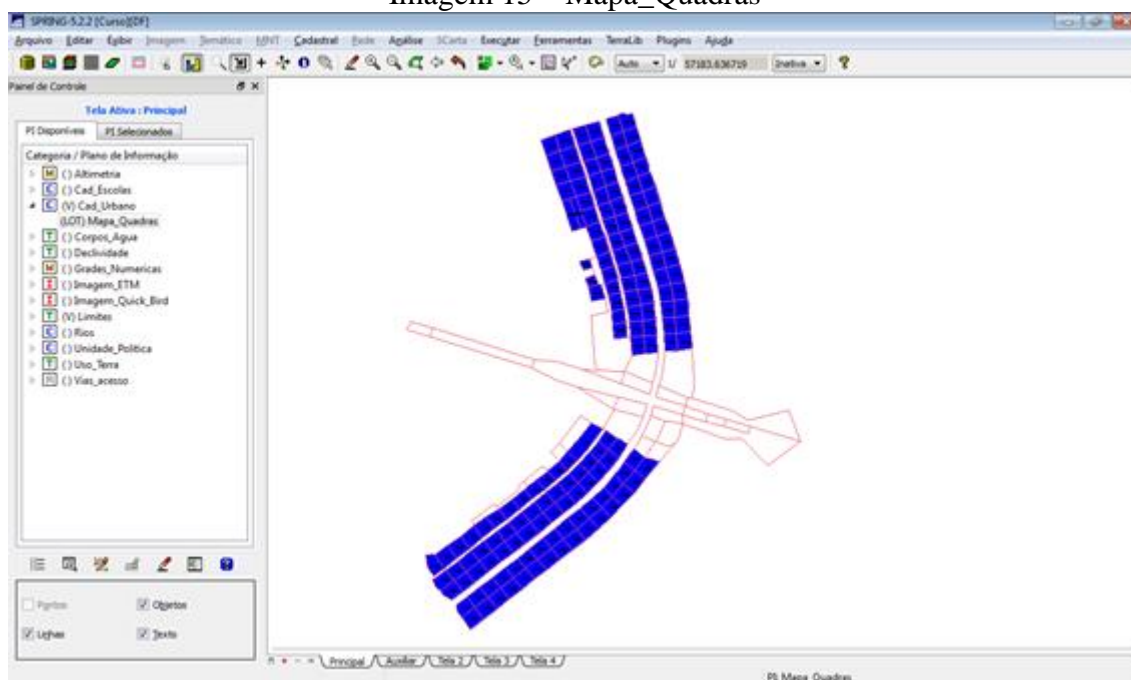 Imagem 15 – Mapa_Quadras
SPRING-5.2.2 [Curso][DF]
Arquivo Editar Exibir Imagem Temático MNT Cadastral Rede Análise SCarta Executar Ferramentas TerraLib Plugins Ajuda
Auto 1/ 57183.636719 Inativa
Painel de Controle
Tela Ativa : Principal
PI Disponíveis PI Selecionados
Categoria / Plano de Informação
M () Altimetria
C () Cad_Escolas
C (V) Cad_Urbano
(LOT) Mapa_Quadras
T () Corpos_Agua
T () Declividade
M () Grades_Numericas
I () Imagem_ETM
I () Imagem_Quick_Bird
T (V) Limites
C () Rios
C () Unidade_Politica
T () Uso_Terra
() Vias_acesso
Pontos Objetos
Linhas Texto
Principal Auxiliar Tela 2 Tela 3 Tela 4
PI: Mapa_Quadras